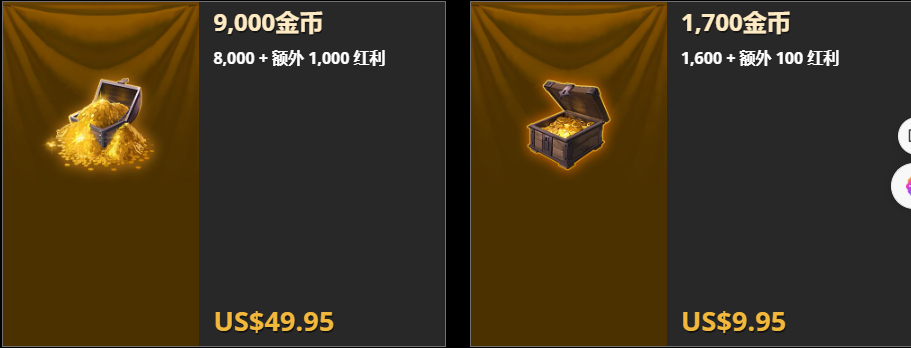 9,000金币
8,000 + 额外 1,000 红利
US$49.95
1,700金币
1,600 + 额外 100 红利
US$9.95